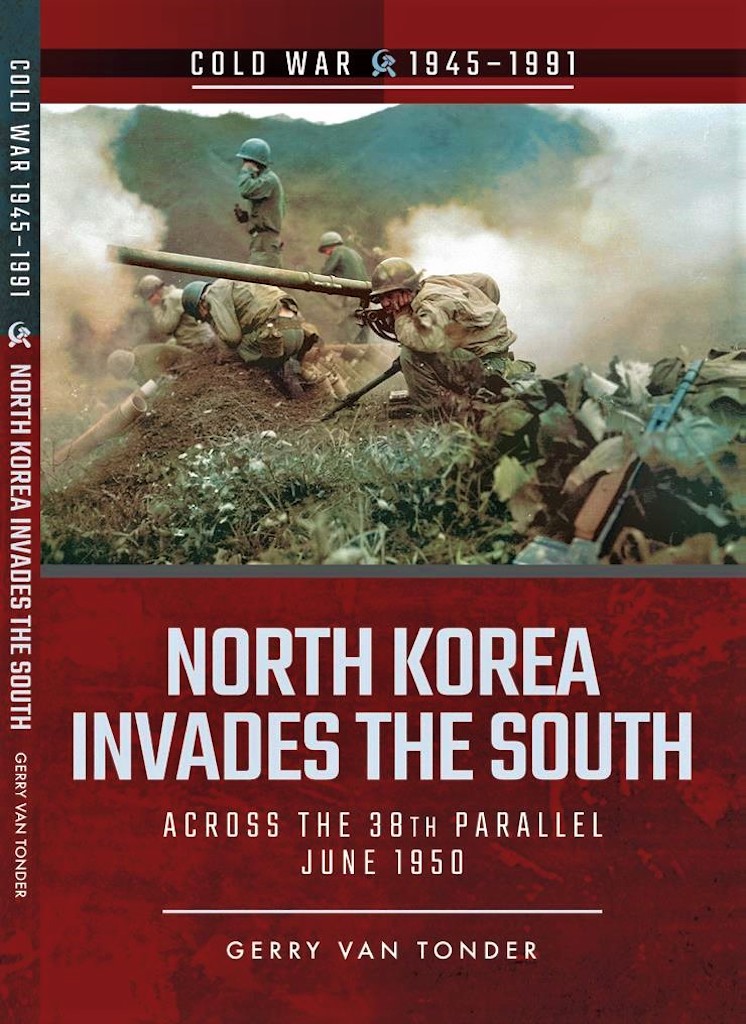 COLD WAR 1945–1991
NORTH KOREA
INVADES THE SOUTH
ACROSS THE 38TH PARALLEL
JUNE 1950
GERRY VAN TONDER
COLD WAR 1945–1991 NORTH KOREA INVADES THE SOUTH GERRY VAN TONDER